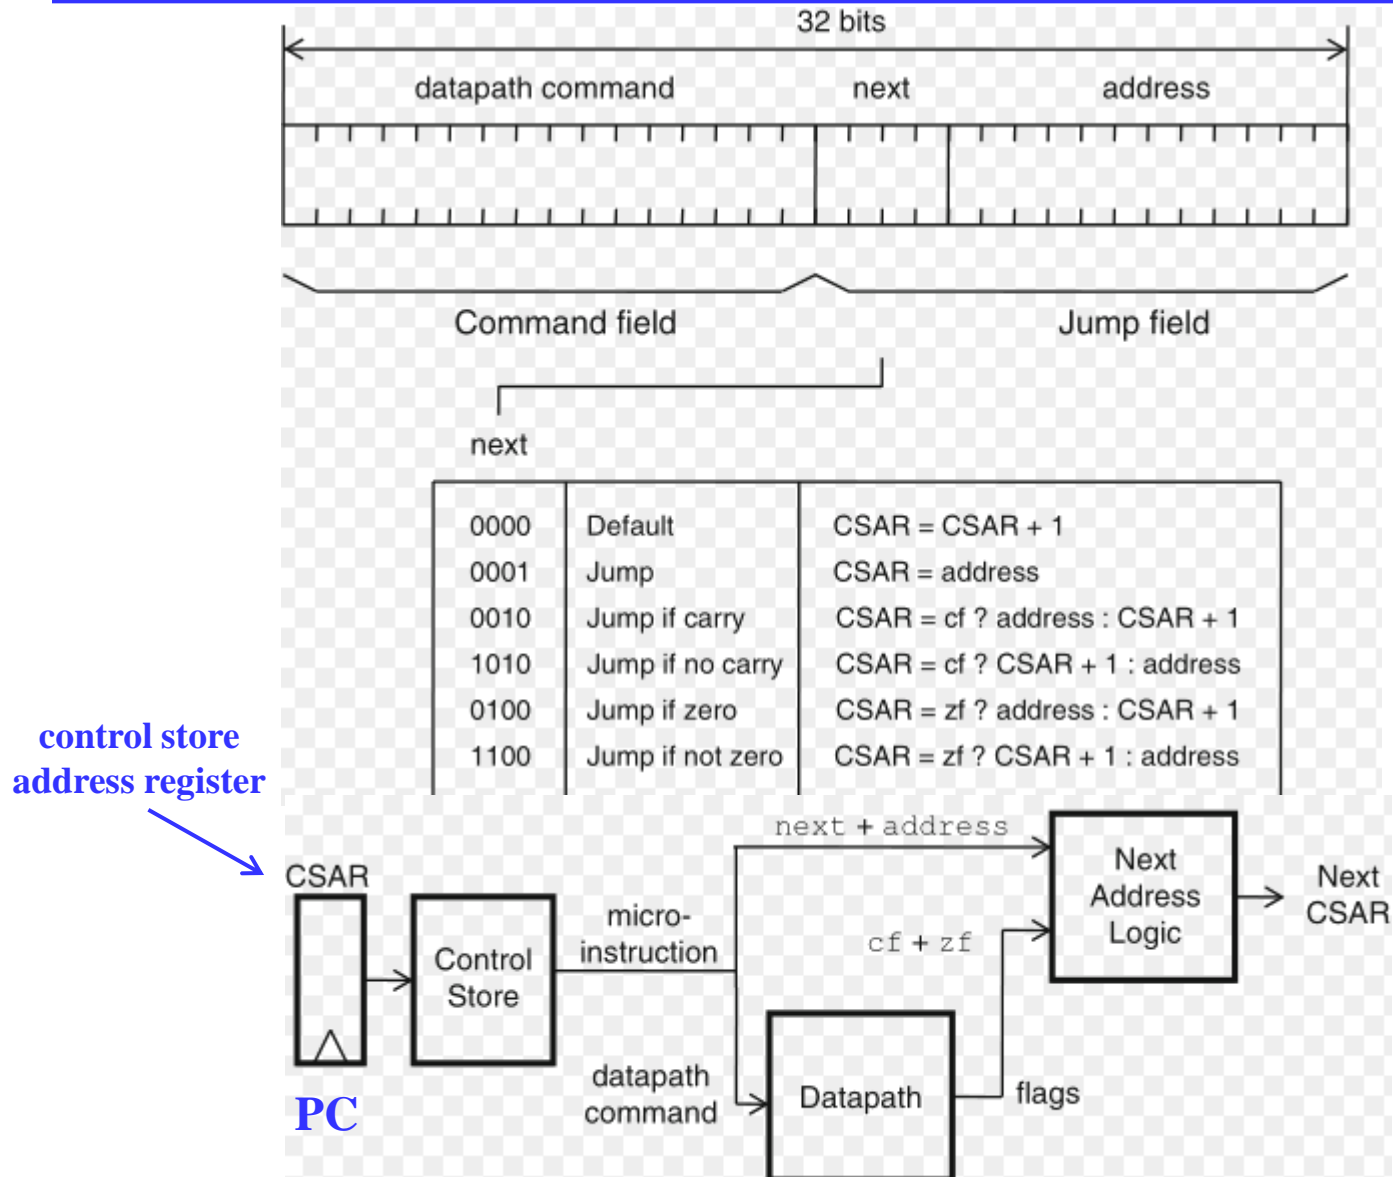 32 bits
datapath command next address
Command field Jump field
next
0000 Default CSAR = CSAR + 1
0001 Jump CSAR = address
0010 Jump if carry CSAR = cf ? address : CSAR + 1
1010 Jump if no carry CSAR = cf ? CSAR + 1 : address
0100 Jump if zero CSAR = zf ? address : CSAR + 1
1100 Jump if not zero CSAR = zf ? CSAR + 1 : address
control store
address register
next + address
CSAR
Control
Store
micro-
instruction
cf + zf
Next
Address
Logic
Next
CSAR
PC
datapath
command
Datapath
flags